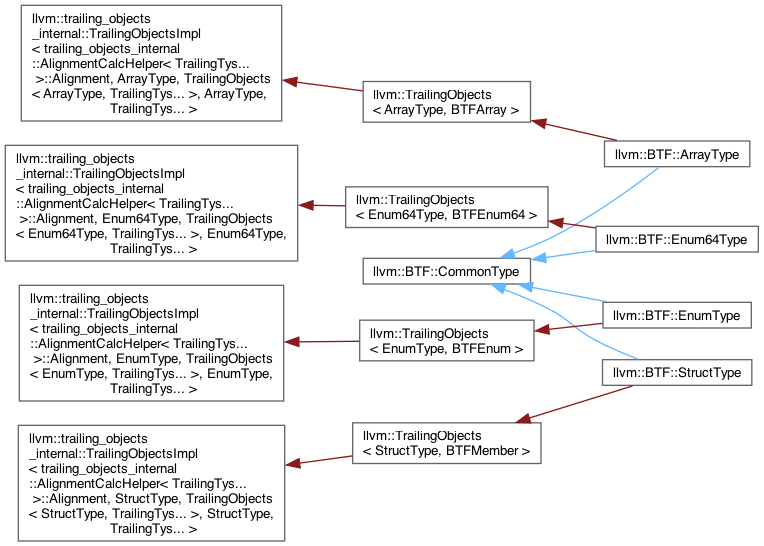 llvm::trailing_objects
_internal::TrailingObjectsImpl
< trailing_objects_internal
::AlignmentCalcHelper< TrailingTys...
>::Alignment, ArrayType, TrailingObjects
< ArrayType, TrailingTys... >, ArrayType,
TrailingTys... >
llvm::TrailingObjects
< ArrayType, BTFArray >
llvm::BTF::ArrayType
llvm::trailing_objects
_internal::TrailingObjectsImpl
< trailing_objects_internal
::AlignmentCalcHelper< TrailingTys...
>::Alignment, Enum64Type, TrailingObjects
< Enum64Type, TrailingTys... >, Enum64Type,
TrailingTys... >
llvm::TrailingObjects
< Enum64Type, BTFEnum64 >
llvm::BTF::Enum64Type
llvm::BTF::CommonType
llvm::trailing_objects
_internal::TrailingObjectsImpl
< trailing_objects_internal
::AlignmentCalcHelper< TrailingTys...
>::Alignment, EnumType, TrailingObjects
< EnumType, TrailingTys... >, EnumType,
TrailingTys... >
llvm::TrailingObjects
< EnumType, BTFEnum >
llvm::BTF::EnumType
llvm::BTF::StructType
llvm::trailing_objects
_internal::TrailingObjectsImpl
< trailing_objects_internal
::AlignmentCalcHelper< TrailingTys...
>::Alignment, StructType, TrailingObjects
< StructType, TrailingTys... >, StructType,
TrailingTys... >
llvm::TrailingObjects
< StructType, BTFMember >